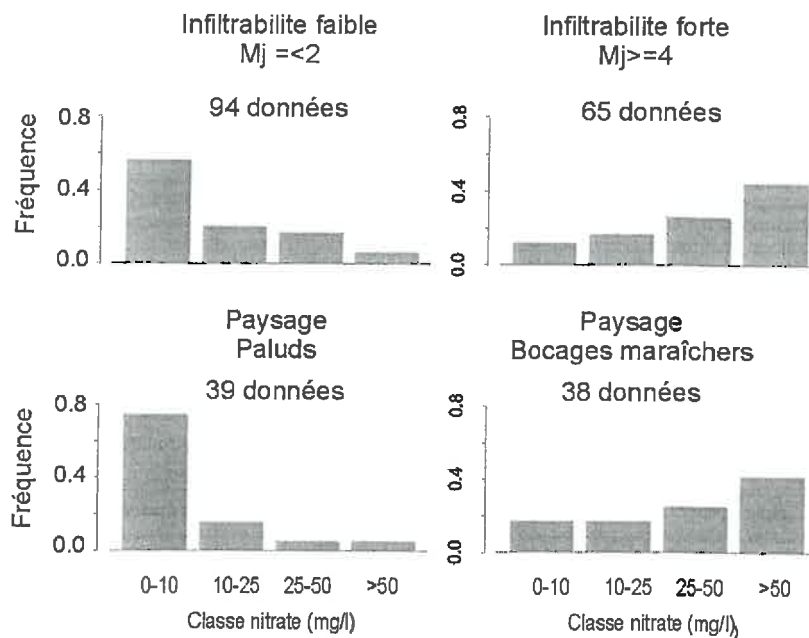 Infiltrabilite faible
Mj =<2
94 données
Fréquence
0.8
0.4
0.0
Infiltrabilite forte
Mj>=4
65 données
0.8
0.4
0.0
Paysage
Paluds
39 données
Fréquence
0.8
0.4
0.0
0-10
10-25
25-50
>50
Classe nitrate (mg/l)
Paysage
Bocages maraîchers
38 données
0.8
0.4
0.0
0-10
10-25
25-50
>50
Classe nitrate (mg/l)